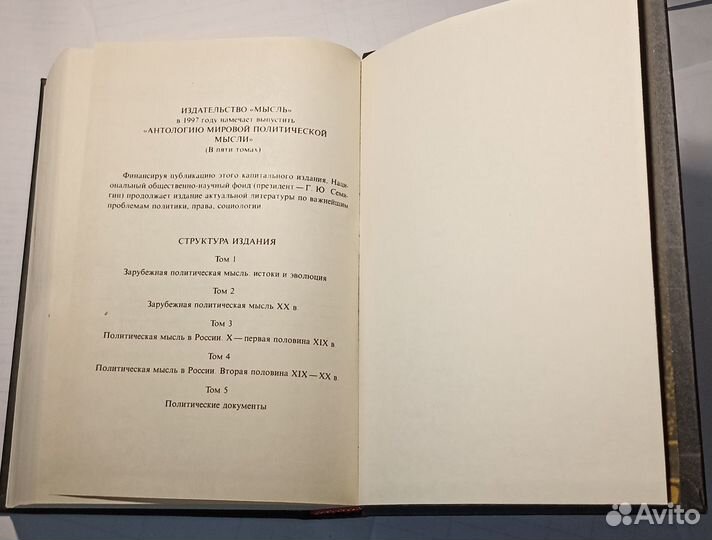 ИЗДАТЕЛЬСТВО «МЫСЛЬ»
в 1997 году намечает выпустить
«АНТОЛОГИЮ МИРОВОЙ ПОЛИТИЧЕСКОЙ
МЫСЛИ»
(В пяти томах)
Финансируя публикацию этого капитального издания, Наци-
ональный общественно-научный фонд (президент — Г. Ю. Семи-
гин) продолжает издание актуальной литературы по важнейшим
проблемам политики, права, социологии.
СТРУКТУРА ИЗДАНИЯ
Том 1
Зарубежная политическая мысль: истоки и эволюция
Том 2
Зарубежная политическая мысль XX в.
Том 3
Политическая мысль в России. X — первая половина XIX в.
Том 4
Политическая мысль в России. Вторая половина XIX — XX в.
Том 5
Политические документы
Avito